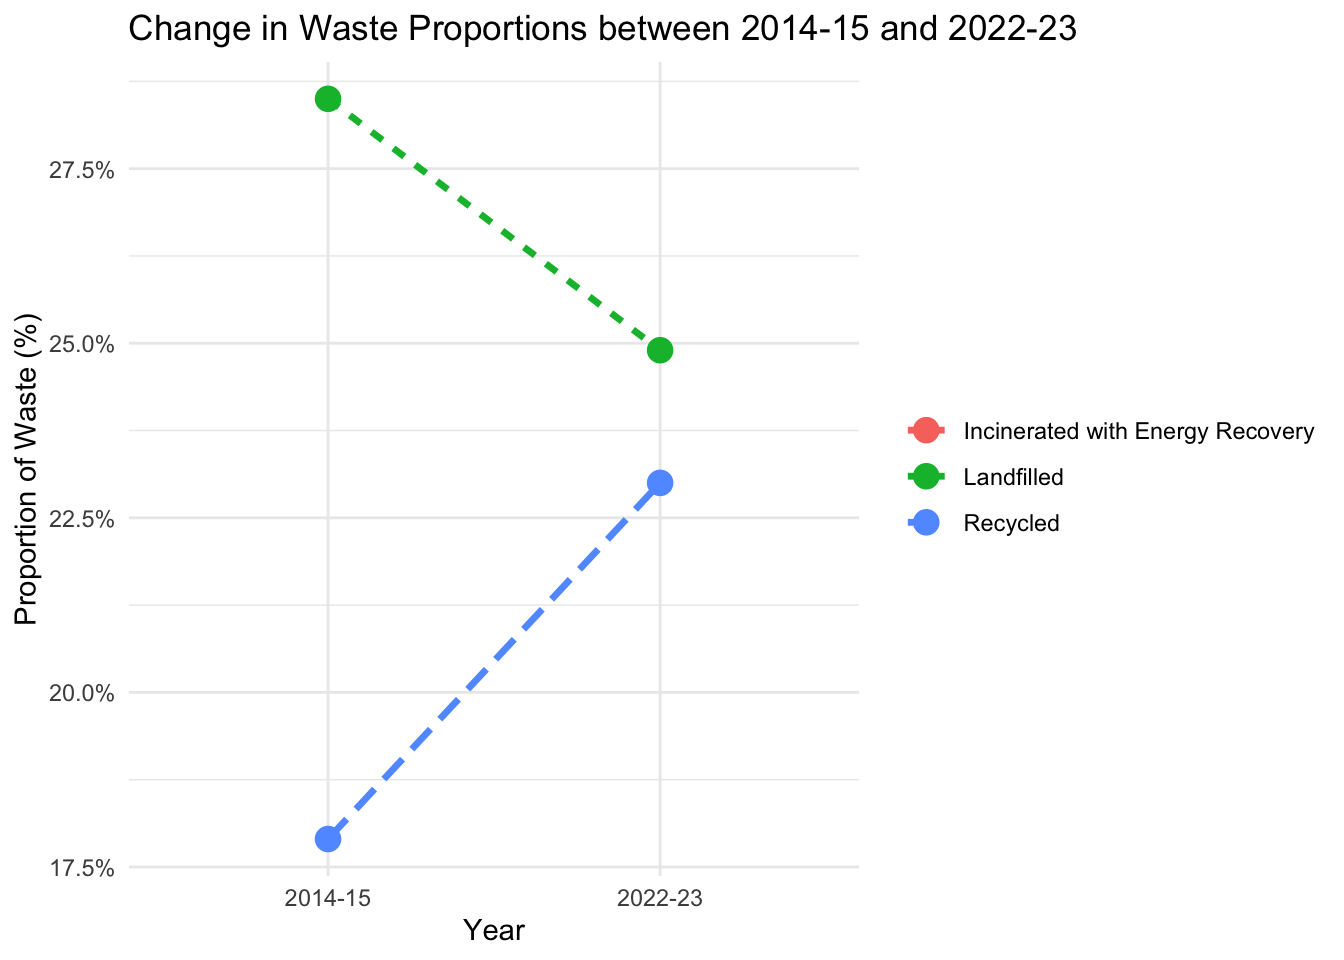 Change in Waste Proportions between 2014-15 and 2022-23
Proportion of Waste (%)
27.5%
25.0%
22.5%
20.0%
17.5%
2014-15
2022-23
Year
Incinerated with Energy Recovery
Landfilled
Recycled